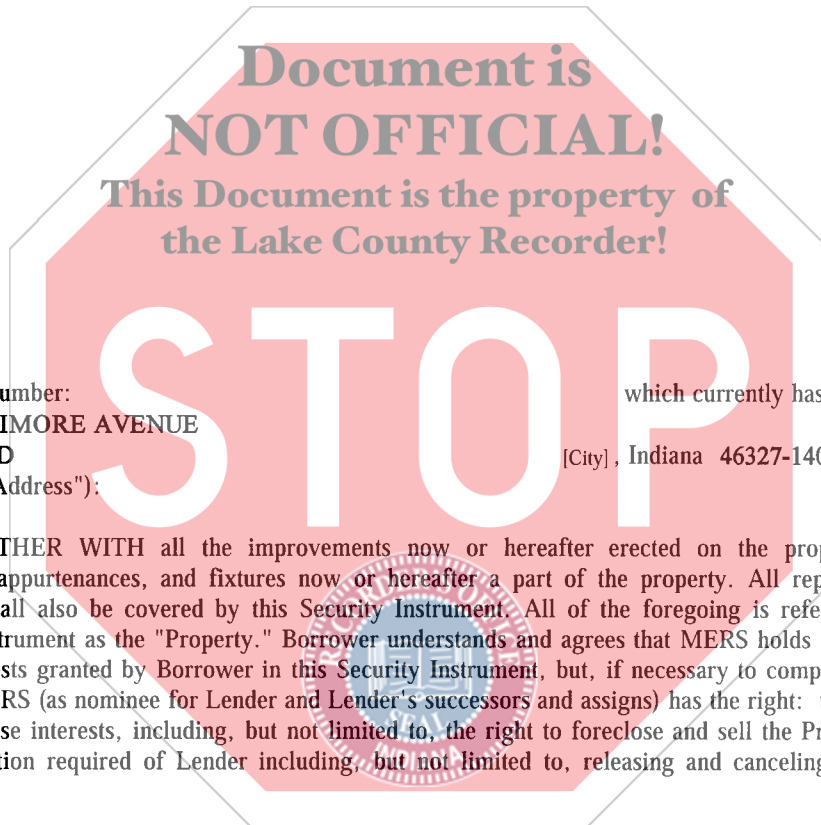 Document is
NOT OFFICIAL!
This Document is the property of
the Lake County Recorder!
STOP
umber: which currently has
IMORE AVENUE
D [City], Indiana 46327-140
Address"):
THER WITH all the improvements now or hereafter erected on the prop
appurtenances, and fixtures now or hereafter a part of the property. All rep
all also be covered by this Security Instrument. All of the foregoing is refe
trument as the "Property." Borrower understands and agrees that MERS holds
sts granted by Borrower in this Security Instrument, but, if necessary to comp
RS (as nominee for Lender and Lender's successors and assigns) has the right:
se interests, including, but not limited to, the right to foreclose and sell the Pr
tion required of Lender including, but not limited to, releasing and canceling
RECORDER'S OFFICE
SEAL
INDIANA